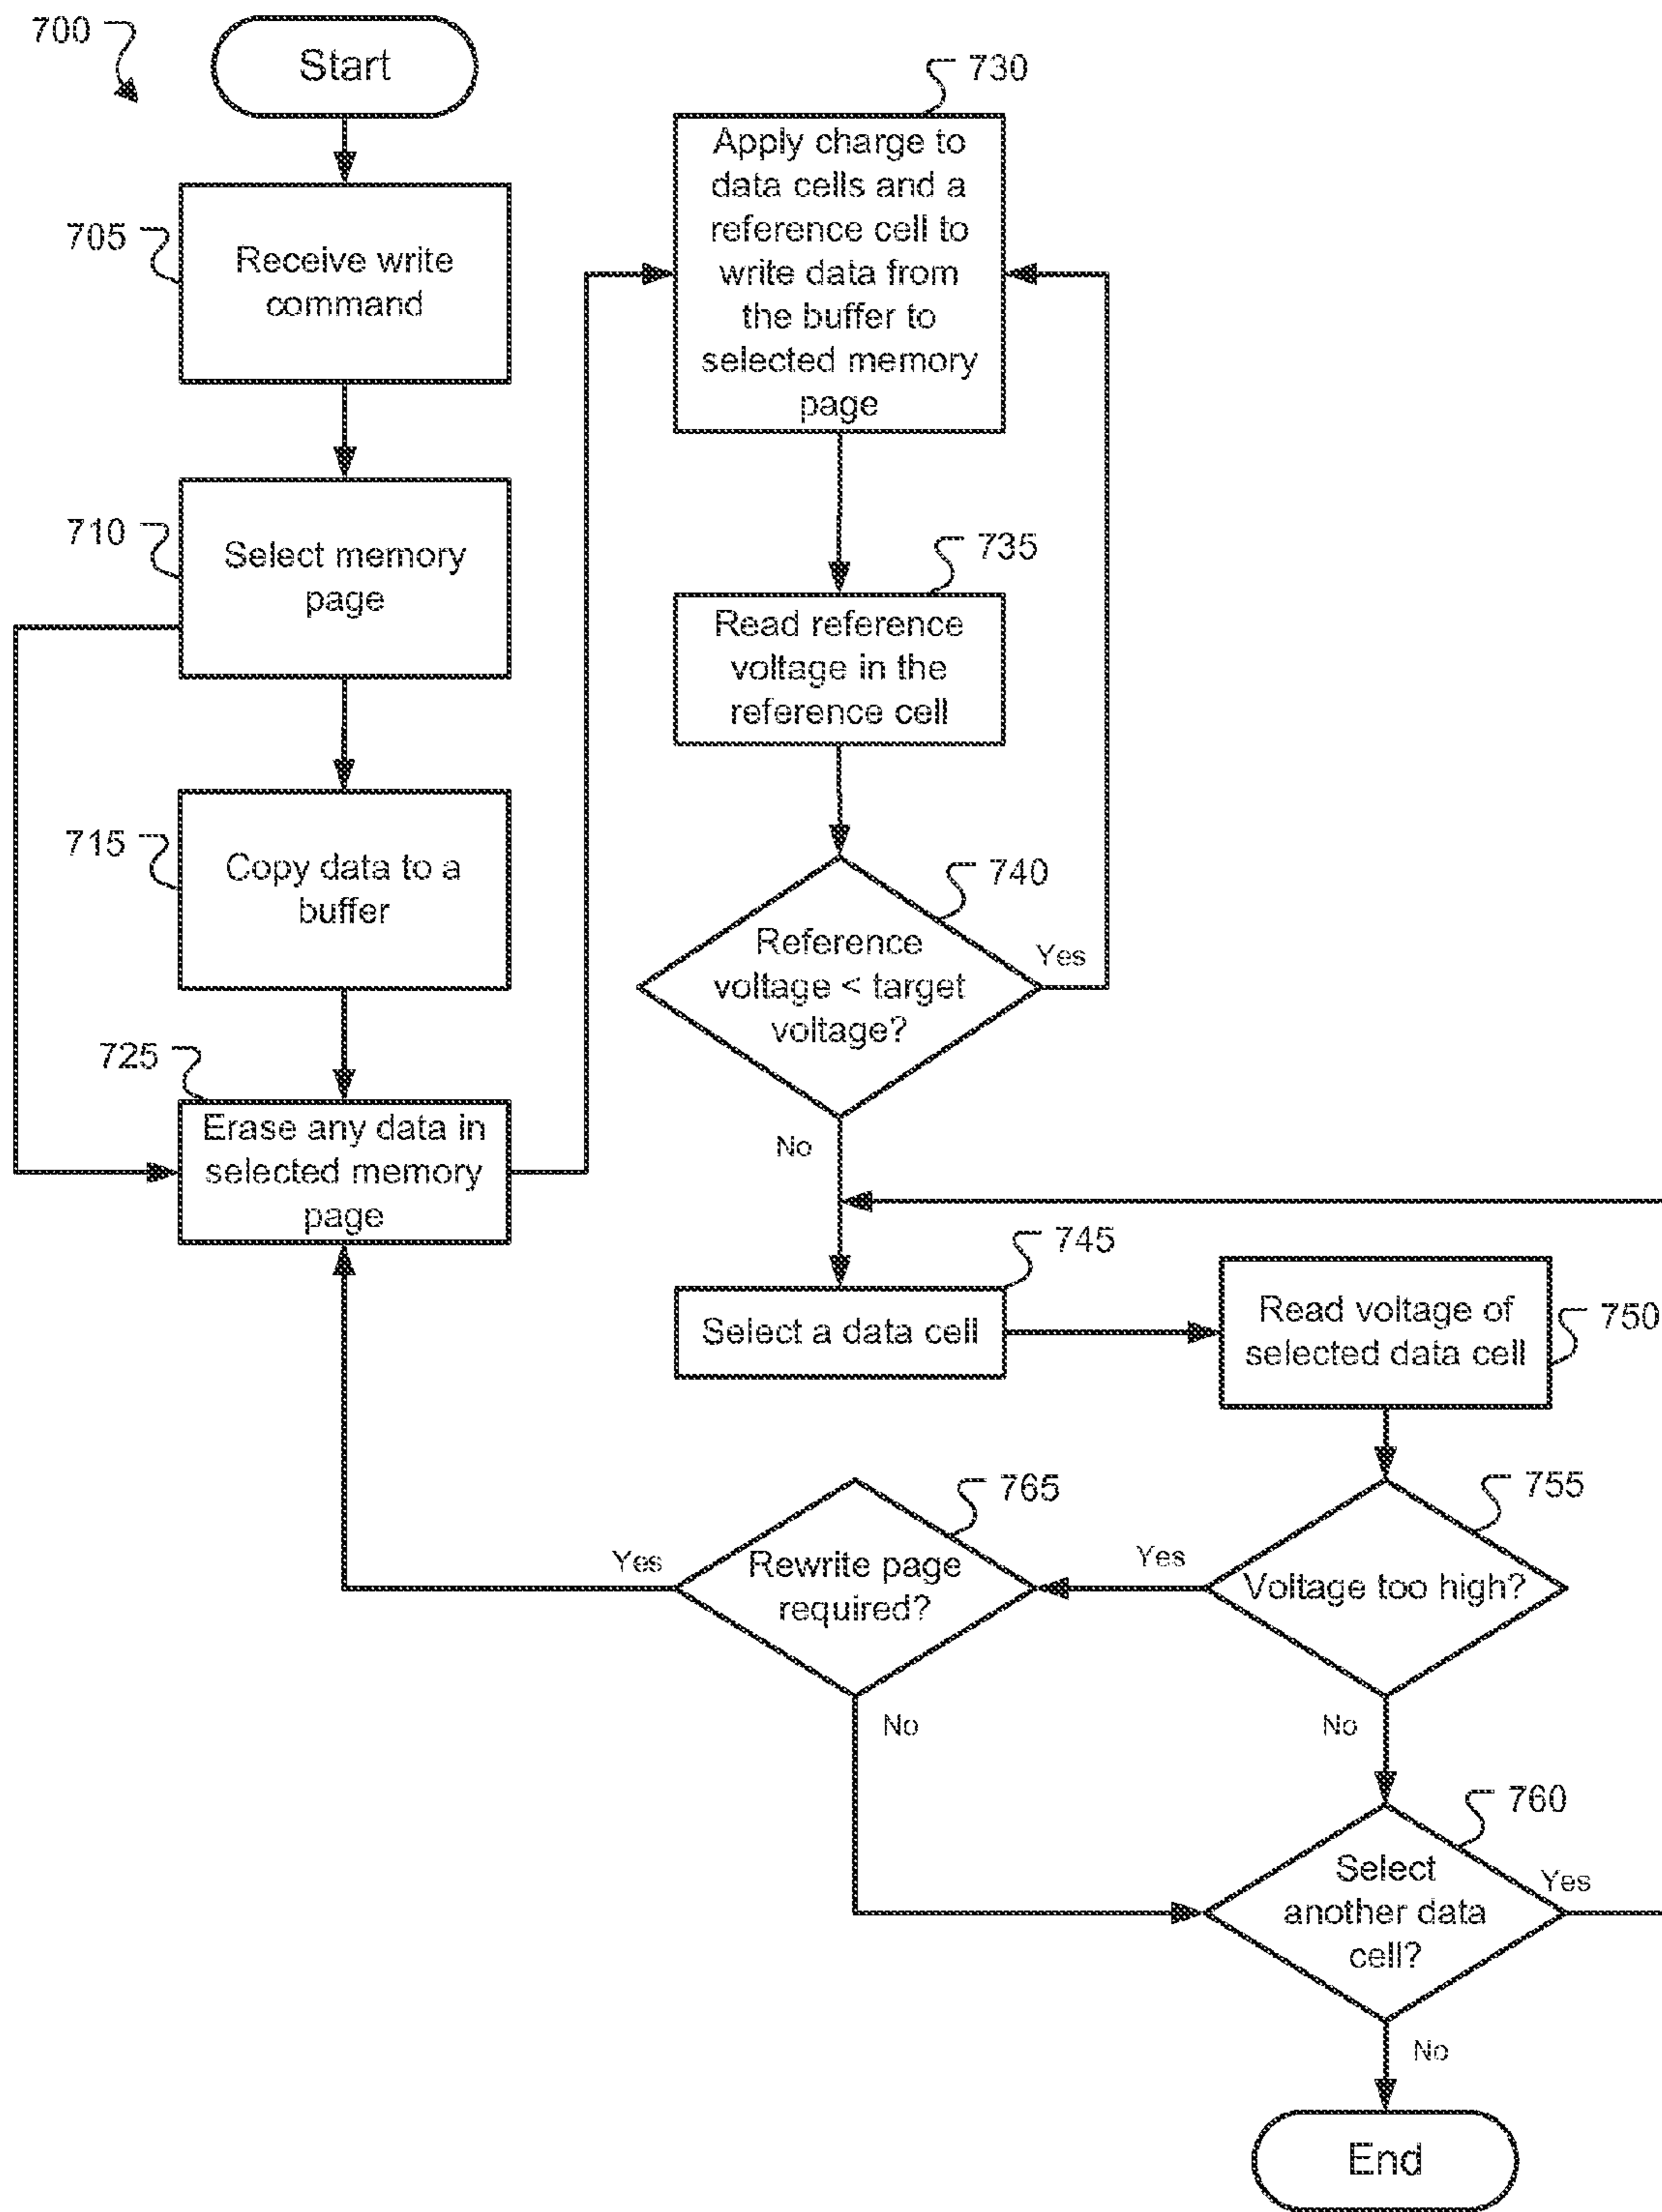 700
Start
705
Receive write
command
710
Select memory
page
715
Copy data to a
buffer
725
Erase any data in
selected memory
page
730
Apply charge to
data cells and a
reference cell to
write data from
the buffer to
selected memory
page
735
Read reference
voltage in the
reference cell
740
Reference
voltage < target
voltage?
Yes
No
745
Select a data cell
750
Read voltage of
selected data cell
755
Voltage too high?
Yes
No
765
Rewrite page
required?
Yes
No
760
Select
another data
cell?
Yes
No
End